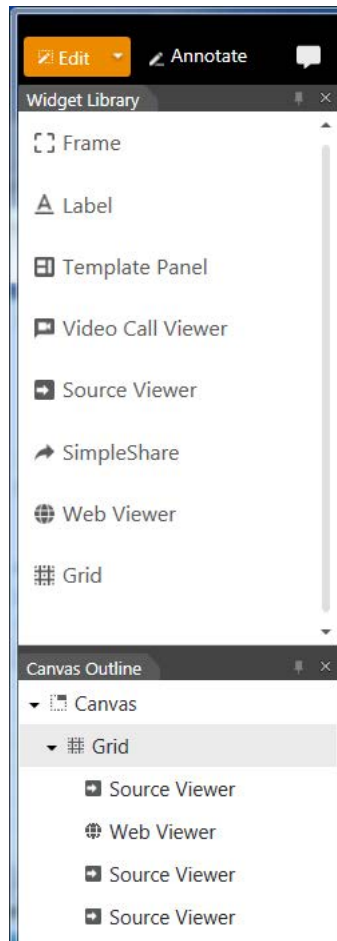 Edit Annotate
Widget Library
Frame
Label
Template Panel
Video Call Viewer
Source Viewer
SimpleShare
Web Viewer
Grid
Canvas Outline
Canvas
Grid
Source Viewer
Web Viewer
Source Viewer
Source Viewer